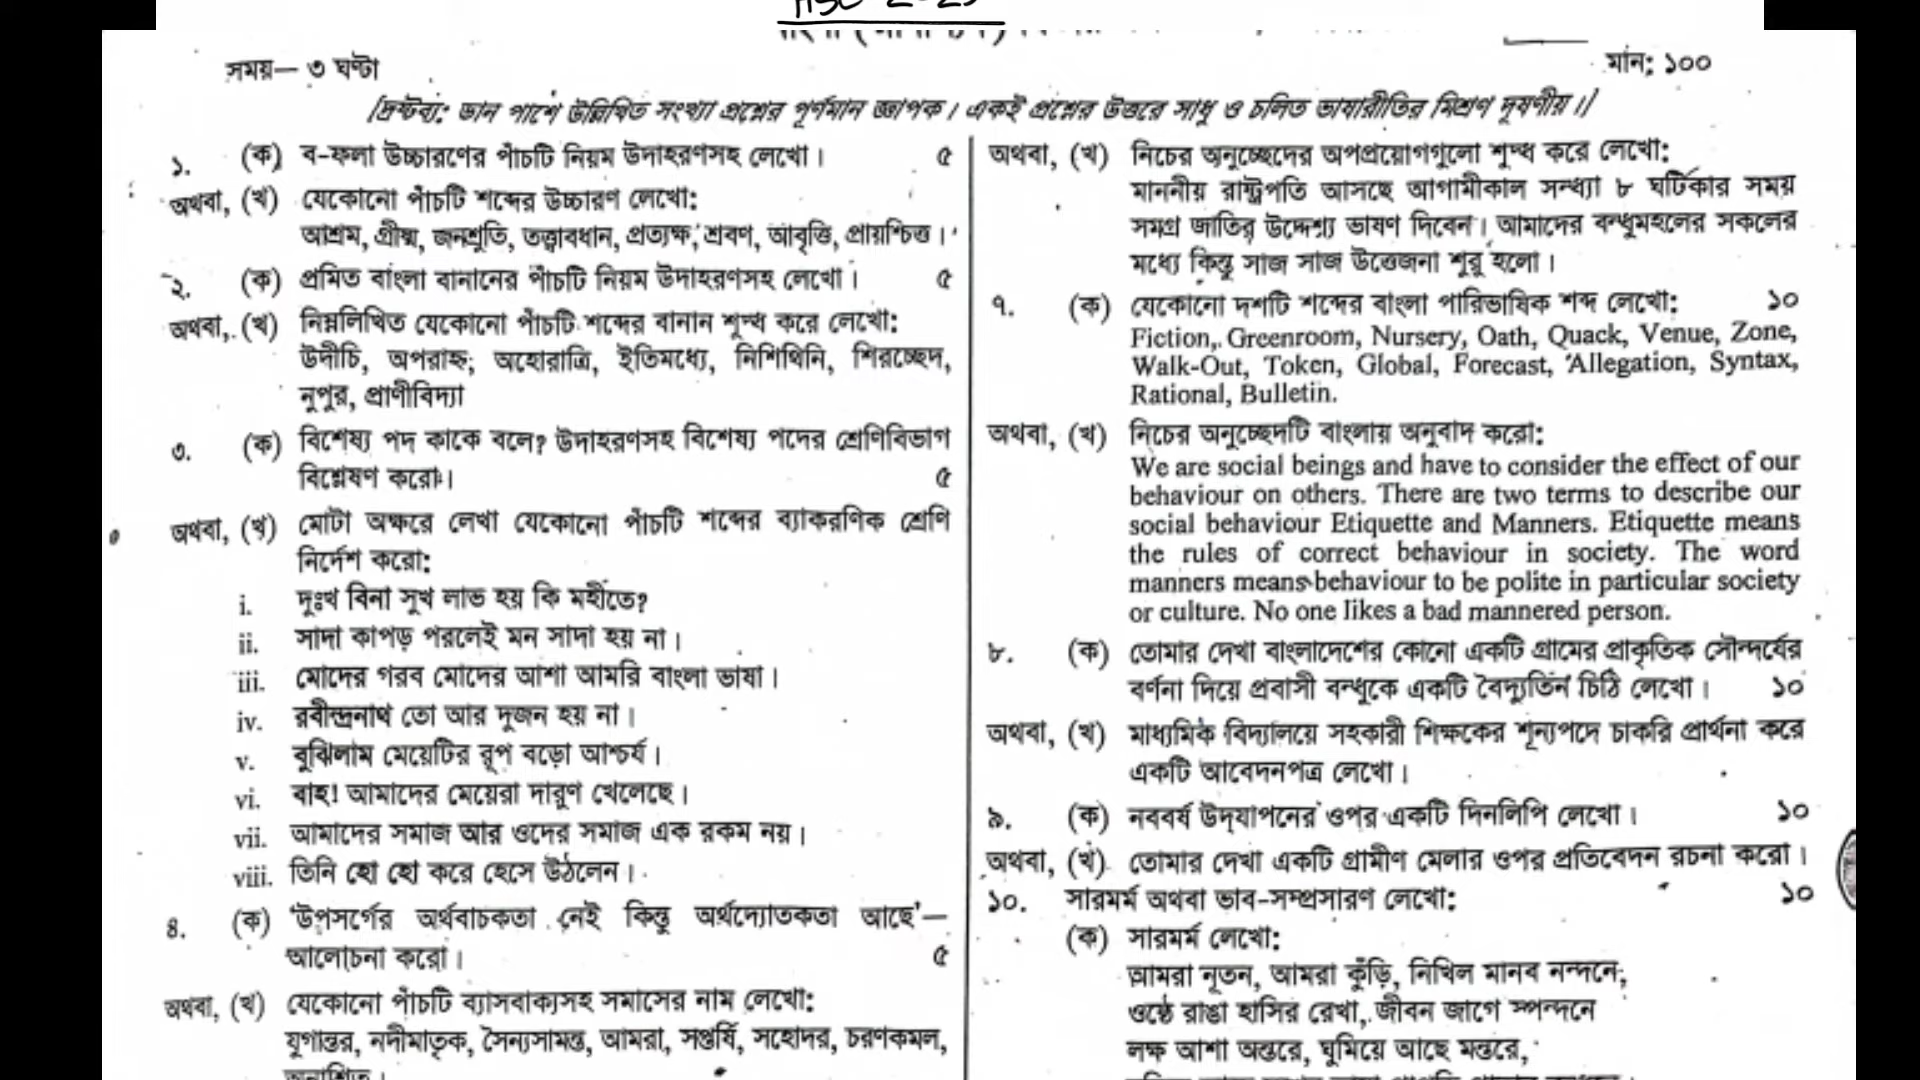 HSC 2023
সময়— ৩ ঘণ্টা
মান; ১০০
[দ্রষ্টব্য: ডান পাশে উল্লিখিত সংখ্যা প্রশ্নের পূর্ণমান জ্ঞাপক। একই প্রশ্নের উত্তরে সাধু ও চলিত ভাষারীতির মিশ্রণ দূষণীয়।]
১. (ক) ব-ফলা উচ্চারণের পাঁচটি নিয়ম উদাহরণসহ লেখো। ৫
অথবা, (খ) যেকোনো পাঁচটি শব্দের উচ্চারণ লেখো:
আশ্রম, গ্রীষ্ম, জনশ্রুতি, তত্ত্বাবধান, প্রত্যক্ষ, শ্রবণ, আবৃত্তি, প্রায়শ্চিত্ত।
২. (ক) প্রমিত বাংলা বানানের পাঁচটি নিয়ম উদাহরণসহ লেখো। ৫
অথবা, (খ) নিম্নলিখিত যেকোনো পাঁচটি শব্দের বানান শুদ্ধ করে লেখো:
উদীচি, অপরাহ্ন, অহোরাত্রি, ইতিমধ্যে, নিশিথিনি, শিরচ্ছেদ,
নুপুর, প্রাণীবিদ্যা
৩. (ক) বিশেষ্য পদ কাকে বলে? উদাহরণসহ বিশেষ্য পদের শ্রেণিবিভাগ
বিশ্লেষণ করো। ৫
অথবা, (খ) মোটা অক্ষরে লেখা যেকোনো পাঁচটি শব্দের ব্যাকরণিক শ্রেণি
নির্দেশ করো:
i. দুঃখ বিনা সুখ লাভ হয় কি মহীতে?
ii. সাদা কাপড় পরলেই মন সাদা হয় না।
iii. মোদের গরব মোদের আশা আমরি বাংলা ভাষা।
iv. রবীন্দ্রনাথ তো আর দুজন হয় না।
v. বুঝিলাম মেয়েটির রূপ বড়ো আশ্চর্য।
vi. বাহ! আমাদের মেয়েরা দারুণ খেলেছে।
vii. আমাদের সমাজ আর ওদের সমাজ এক রকম নয়।
viii. তিনি হো হো করে হেসে উঠলেন।
৪. (ক) 'উপসর্গের অর্থবাচকতা নেই কিন্তু অর্থদ্যোতকতা আছে'—
আলোচনা করো। ৫
অথবা, (খ) যেকোনো পাঁচটি ব্যাসবাক্যসহ সমাসের নাম লেখো:
যুগান্তর, নদীমাতৃক, সৈন্যসামন্ত, আমরা, সপ্তর্ষি, সহোদর, চরণকমল,
অথবা, (খ) নিচের অনুচ্ছেদের অপপ্রয়োগগুলো শুদ্ধ করে লেখো:
মাননীয় রাষ্ট্রপতি আসছে আগামীকাল সন্ধ্যা ৮ ঘটিকার সময়
সমগ্র জাতির উদ্দেশ্য ভাষণ দিবেন। আমাদের বন্ধুমহলের সকলের
মধ্যে কিন্তু সাজ সাজ উত্তেজনা শুরু হলো।
৭. (ক) যেকোনো দশটি শব্দের বাংলা পারিভাষিক শব্দ লেখো: ১০
Fiction, Greenroom, Nursery, Oath, Quack, Venue, Zone,
Walk-Out, Token, Global, Forecast, Allegation, Syntax,
Rational, Bulletin.
অথবা, (খ) নিচের অনুচ্ছেদটি বাংলায় অনুবাদ করো:
We are social beings and have to consider the effect of our
behaviour on others. There are two terms to describe our
social behaviour Etiquette and Manners. Etiquette means
the rules of correct behaviour in society. The word
manners means behaviour to be polite in particular society
or culture. No one likes a bad mannered person.
৮. (ক) তোমার দেখা বাংলাদেশের কোনো একটি গ্রামের প্রাকৃতিক সৌন্দর্যের
বর্ণনা দিয়ে প্রবাসী বন্ধুকে একটি বৈদ্যুতিন চিঠি লেখো। ১০
অথবা, (খ) মাধ্যমিক বিদ্যালয়ে সহকারী শিক্ষকের শূন্যপদে চাকরি প্রার্থনা করে
একটি আবেদনপত্র লেখো।
৯. (ক) নববর্ষ উদ্‌যাপনের ওপর একটি দিনলিপি লেখো। ১০
অথবা, (খ) তোমার দেখা একটি গ্রামীণ মেলার ওপর প্রতিবেদন রচনা করো।
১০. সারমর্ম অথবা ভাব-সম্প্রসারণ লেখো: ১০
(ক) সারমর্ম লেখো:
আমরা নূতন, আমরা কুঁড়ি, নিখিল মানব নন্দনে,
ওষ্ঠে রাঙা হাসির রেখা, জীবন জাগে স্পন্দনে
লক্ষ আশা অন্তরে, ঘুমিয়ে আছে মন্তরে,